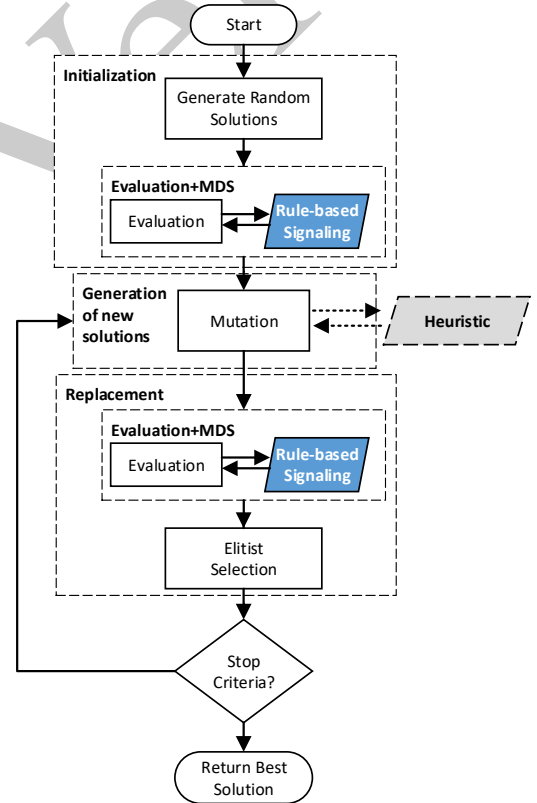 Start
Initialization
Generate Random
Solutions
Evaluation+MDS
Evaluation
Rule-based
Signaling
Generation
of new
solutions
Mutation
Heuristic
Replacement
Evaluation+MDS
Evaluation
Rule-based
Signaling
Elitist
Selection
Stop
Criteria?
Return Best
Solution